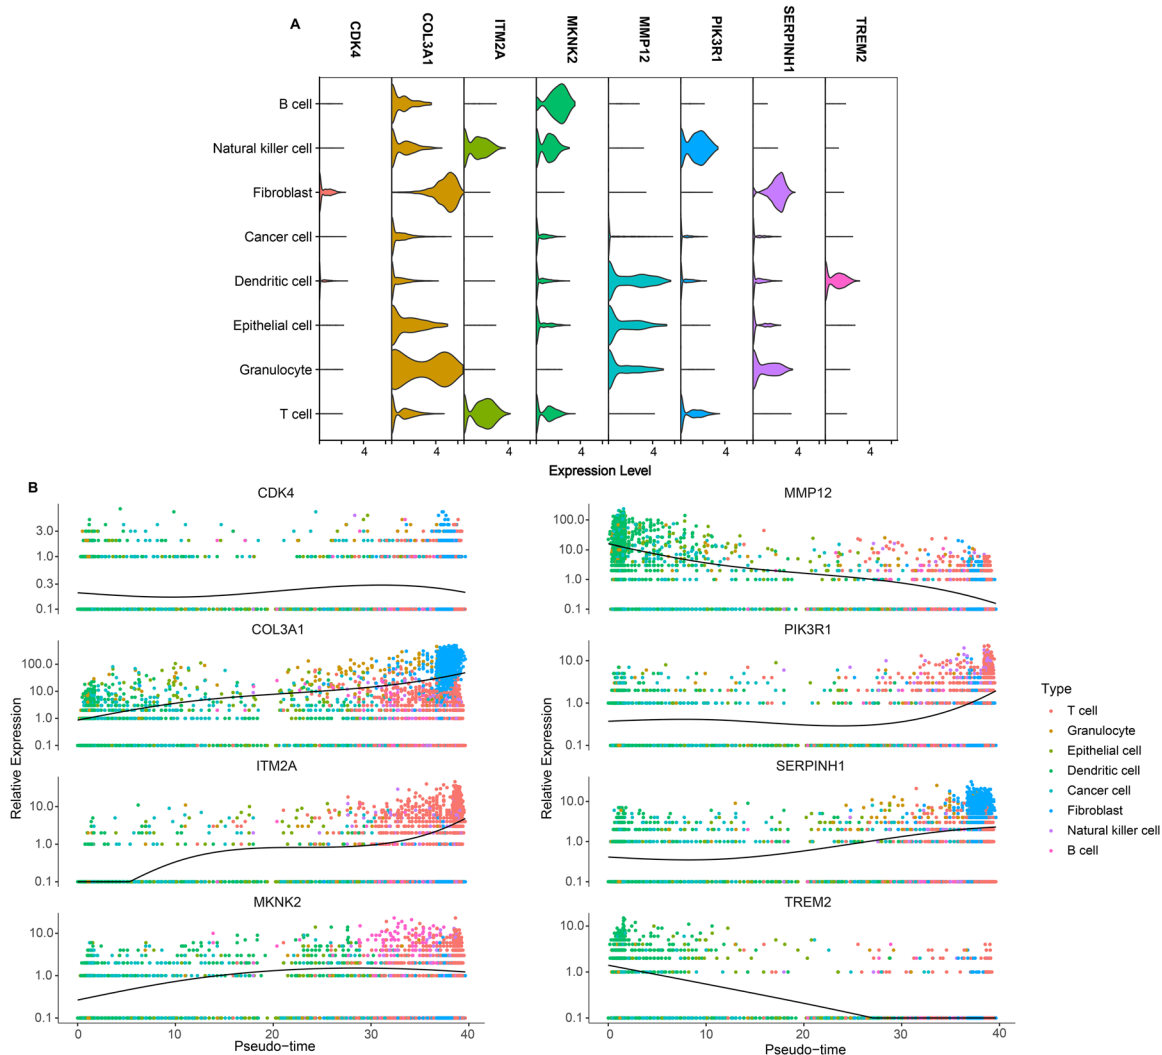 A
CDK4
COL3A1
ITM2A
MKNK2
MMP12
PIK3R1
SERPINH1
TREM2
B cell
Natural killer cell
Fibroblast
Cancer cell
Dendritic cell
Epithelial cell
Granulocyte
T cell
4 4 4 4 4 4 4 4
Expression Level
B
CDK4
3.0
1.0
0.3
0.1
COL3A1
100.0
10.0
1.0
0.1
ITM2A
10.0
1.0
0.1
MKNK2
10.0
1.0
0.1
0 10 20 30 40
Pseudo-time
Relative Expression
MMP12
100.0
10.0
1.0
0.1
PIK3R1
10.0
1.0
0.1
SERPINH1
10.0
1.0
0.1
TREM2
10.0
1.0
0.1
0 10 20 30 40
Pseudo-time
Relative Expression
Type
T cell
Granulocyte
Epithelial cell
Dendritic cell
Cancer cell
Fibroblast
Natural killer cell
B cell